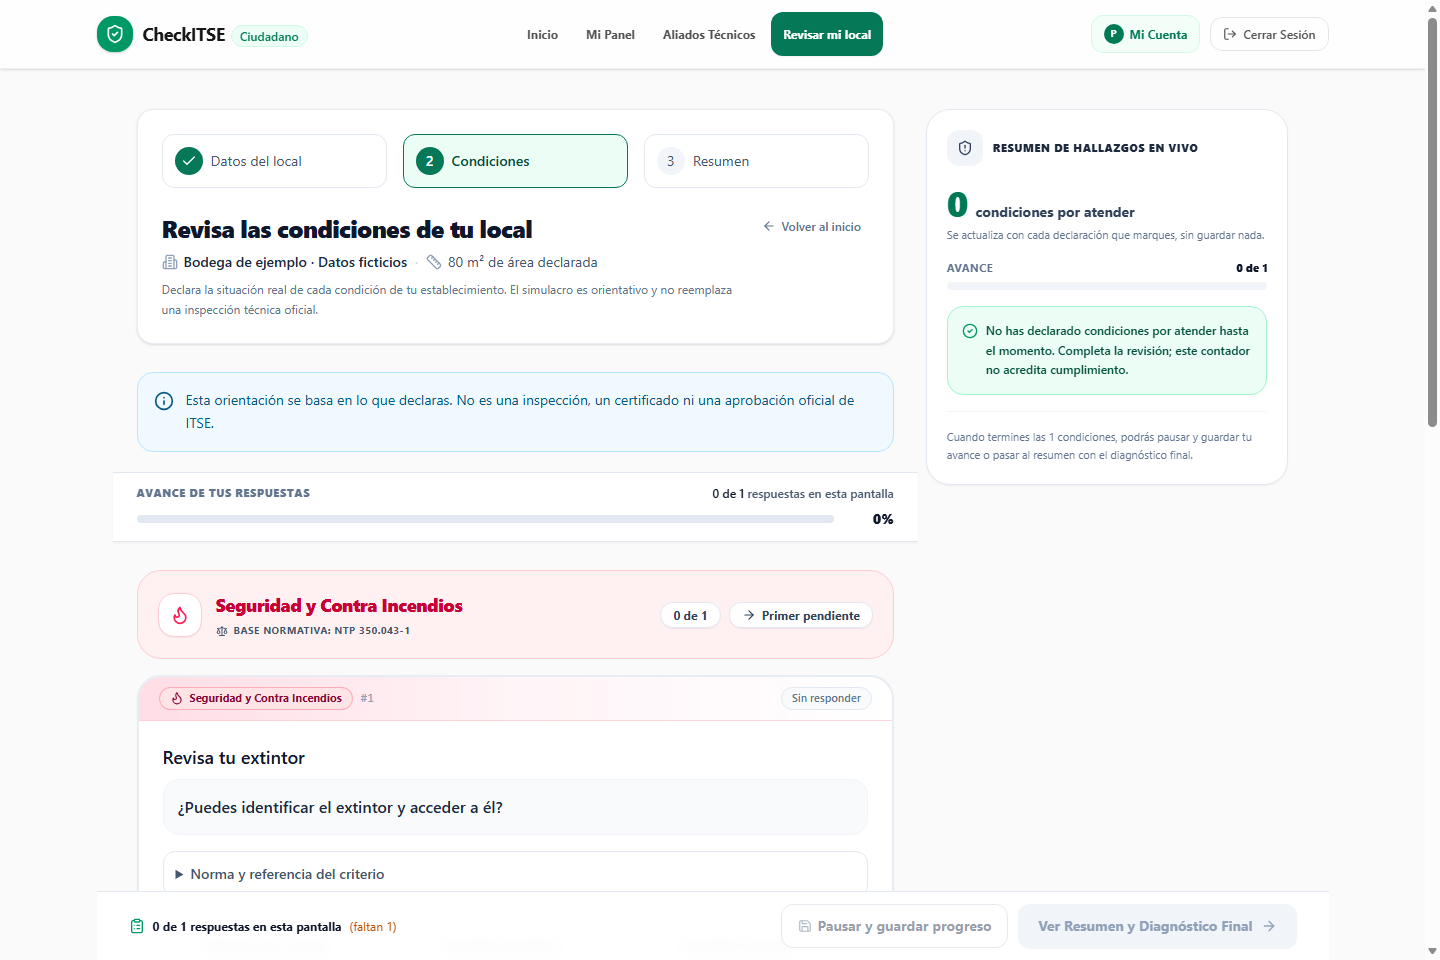 CheckITSE Ciudadano
Inicio
Mi Panel
Aliados Técnicos
Revisar mi local
P Mi Cuenta
Cerrar Sesión
Datos del local
2 Condiciones
3 Resumen
Revisa las condiciones de tu local
Volver al inicio
Bodega de ejemplo · Datos ficticios · 80 m² de área declarada
Declara la situación real de cada condición de tu establecimiento. El simulacro es orientativo y no reemplaza
una inspección técnica oficial.
Esta orientación se basa en lo que declaras. No es una inspección, un certificado ni una aprobación oficial de
ITSE.
AVANCE DE TUS RESPUESTAS
0 de 1 respuestas en esta pantalla
0%
Seguridad y Contra Incendios
BASE NORMATIVA: NTP 350.043-1
0 de 1
Primer pendiente
Seguridad y Contra Incendios #1
Sin responder
Revisa tu extintor
¿Puedes identificar el extintor y acceder a él?
Norma y referencia del criterio
RESUMEN DE HALLAZGOS EN VIVO
0 condiciones por atender
Se actualiza con cada declaración que marques, sin guardar nada.
AVANCE
0 de 1
No has declarado condiciones por atender hasta
el momento. Completa la revisión; este contador
no acredita cumplimiento.
Cuando termines las 1 condiciones, podrás pausar y guardar tu
avance o pasar al resumen con el diagnóstico final.
0 de 1 respuestas en esta pantalla (faltan 1)
Pausar y guardar progreso
Ver Resumen y Diagnóstico Final